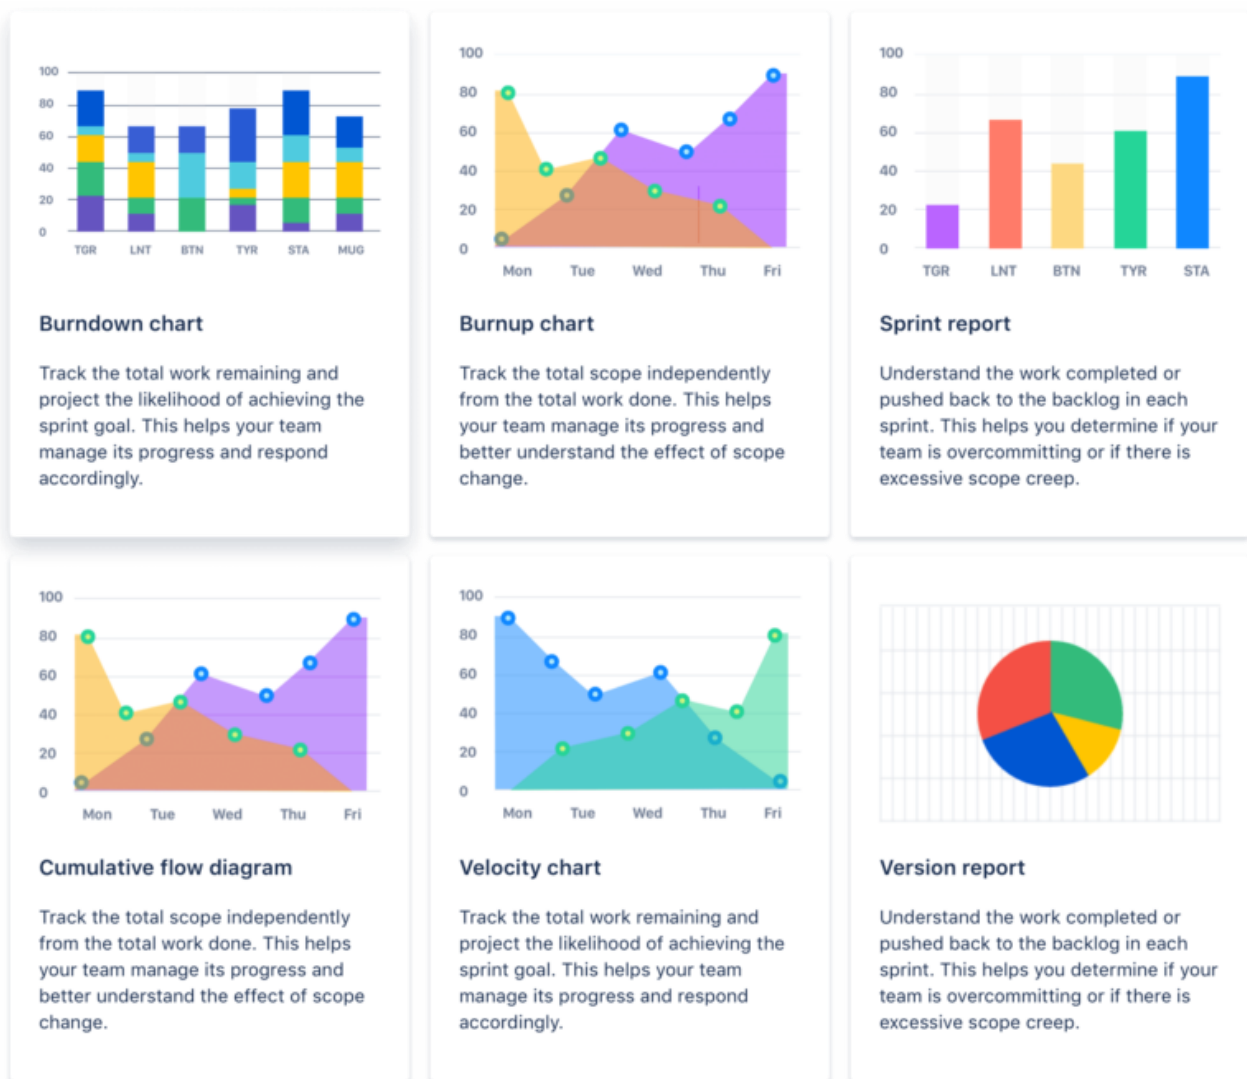 100
80
60
40
20
0
TGR LNT BTN TYR STA MUG
Burndown chart
Track the total work remaining and
project the likelihood of achieving the
sprint goal. This helps your team
manage its progress and respond
accordingly.
100
80
60
40
20
0
Mon Tue Wed Thu Fri
Burnup chart
Track the total scope independently
from the total work done. This helps
your team manage its progress and
better understand the effect of scope
change.
100
80
60
40
20
0
TGR LNT BTN TYR STA
Sprint report
Understand the work completed or
pushed back to the backlog in each
sprint. This helps you determine if your
team is overcommitting or if there is
excessive scope creep.
100
80
60
40
20
0
Mon Tue Wed Thu Fri
Cumulative flow diagram
Track the total scope independently
from the total work done. This helps
your team manage its progress and
better understand the effect of scope
change.
100
80
60
40
20
0
Mon Tue Wed Thu Fri
Velocity chart
Track the total work remaining and
project the likelihood of achieving the
sprint goal. This helps your team
manage its progress and respond
accordingly.
Version report
Understand the work completed or
pushed back to the backlog in each
sprint. This helps you determine if your
team is overcommitting or if there is
excessive scope creep.